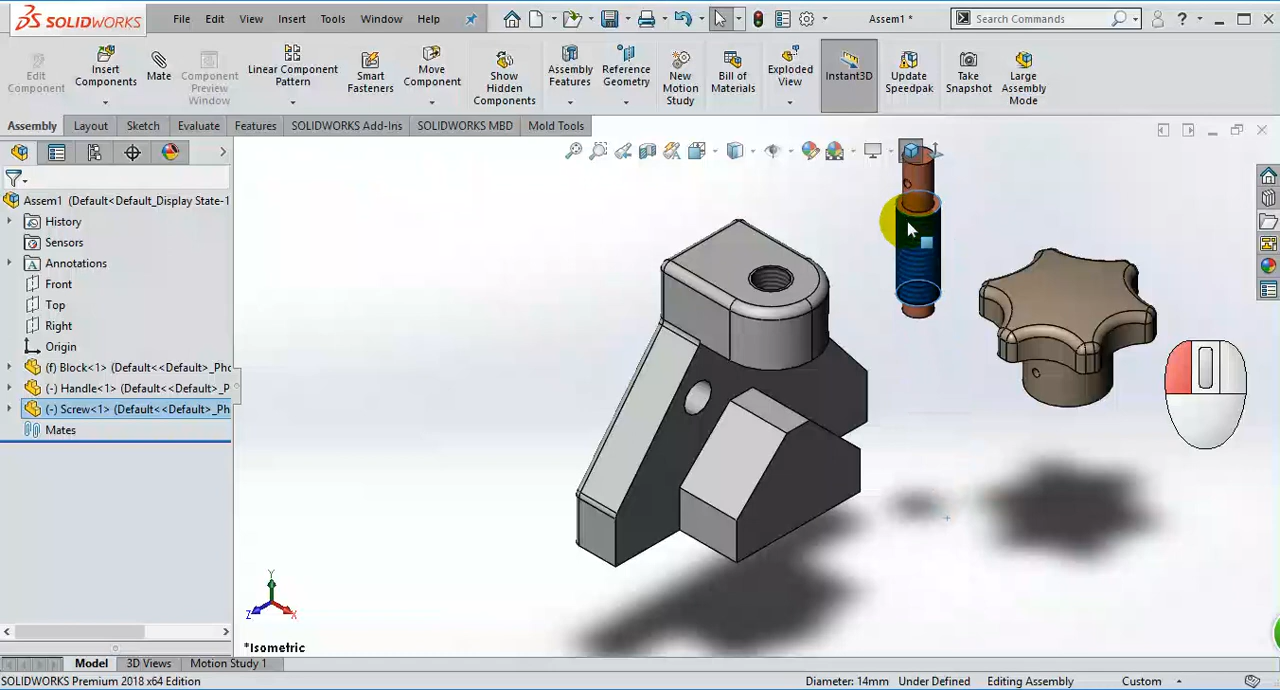 SOLIDWORKS File Edit View Insert Tools Window Help Assem1 * Search Commands ?
Edit Component
Insert Components
Mate
Component Preview Window
Linear Component Pattern
Smart Fasteners
Move Component
Show Hidden Components
Assembly Features
Reference Geometry
New Motion Study
Bill of Materials
Exploded View
Instant3D
Update Speedpak
Take Snapshot
Large Assembly Mode
Assembly Layout Sketch Evaluate Features SOLIDWORKS Add-Ins SOLIDWORKS MBD Mold Tools
Assem1 (Default<Default_Display State-1
History
Sensors
Annotations
Front
Top
Right
Origin
(f) Block<1> (Default<<Default>_Pho
(-) Handle<1> (Default<<Default>_P
(-) Screw<1> (Default<<Default>_Ph
Mates
Y
Z
X
*Isometric
Model 3D Views Motion Study 1
SOLIDWORKS Premium 2018 x64 Edition Diameter: 14mm Under Defined Editing Assembly Custom